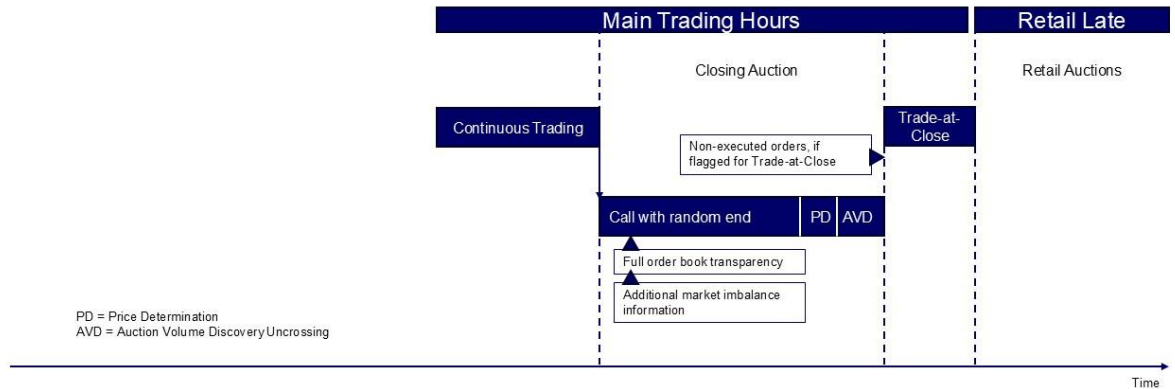 Main Trading Hours
Retail Late
Closing Auction
Retail Auctions
Continuous Trading
Trade-at-
Close
Non-executed orders, if
flagged for Trade-at-Close
Call with random end
PD
AVD
Full order book transparency
Additional market imbalance
information
PD = Price Determination
AVD = Auction Volume Discovery Uncrossing
Time